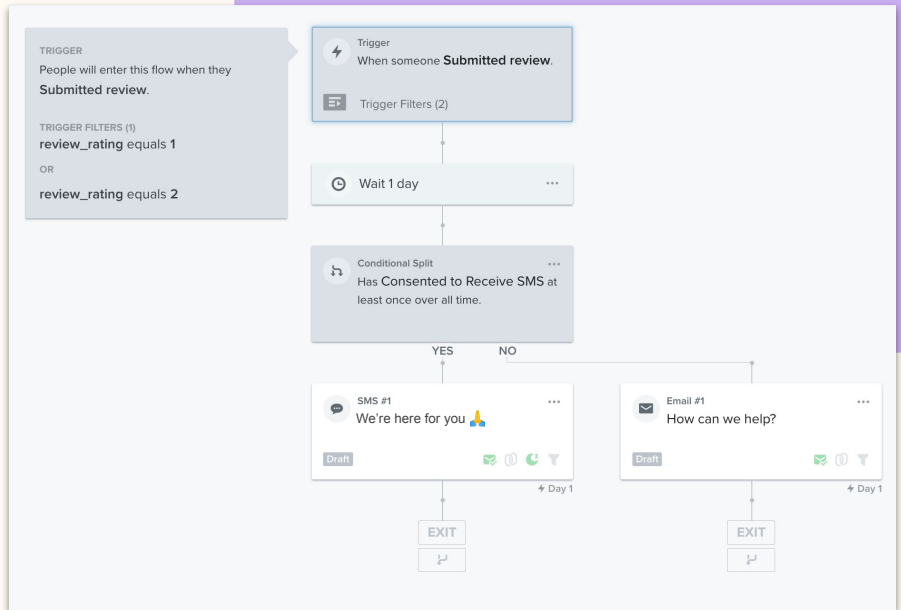 TRIGGER
People will enter this flow when they
Submitted review.
TRIGGER FILTERS (1)
review_rating equals 1
OR
review_rating equals 2
Trigger
When someone Submitted review.
Trigger Filters (2)
Wait 1 day
Conditional Split
Has Consented to Receive SMS at
least once over all time.
YES NO
SMS #1
We're here for you 🙏
Draft
Day 1
EXIT
Email #1
How can we help?
Draft
Day 1
EXIT